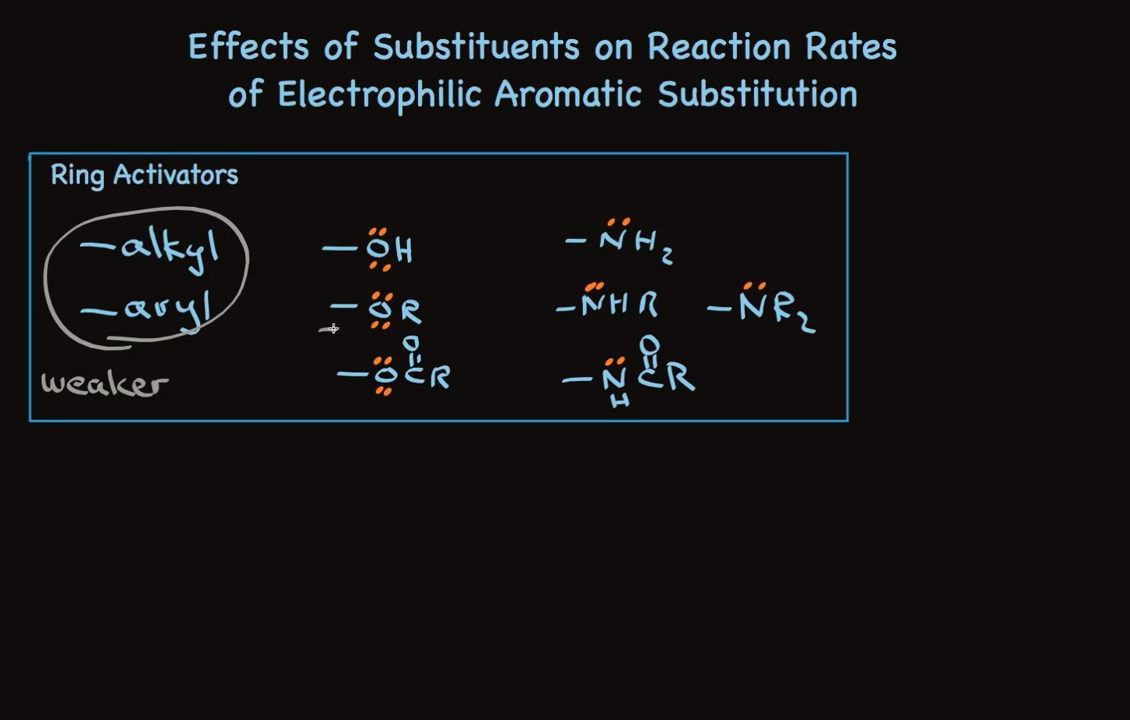 Effects of Substituents on Reaction Rates
of Electrophilic Aromatic Substitution
Ring Activators
—alkyl —ÖH —NH₂
—aryl —OR —NHR —NR₂
O O
—OCR —NCR
weaker H